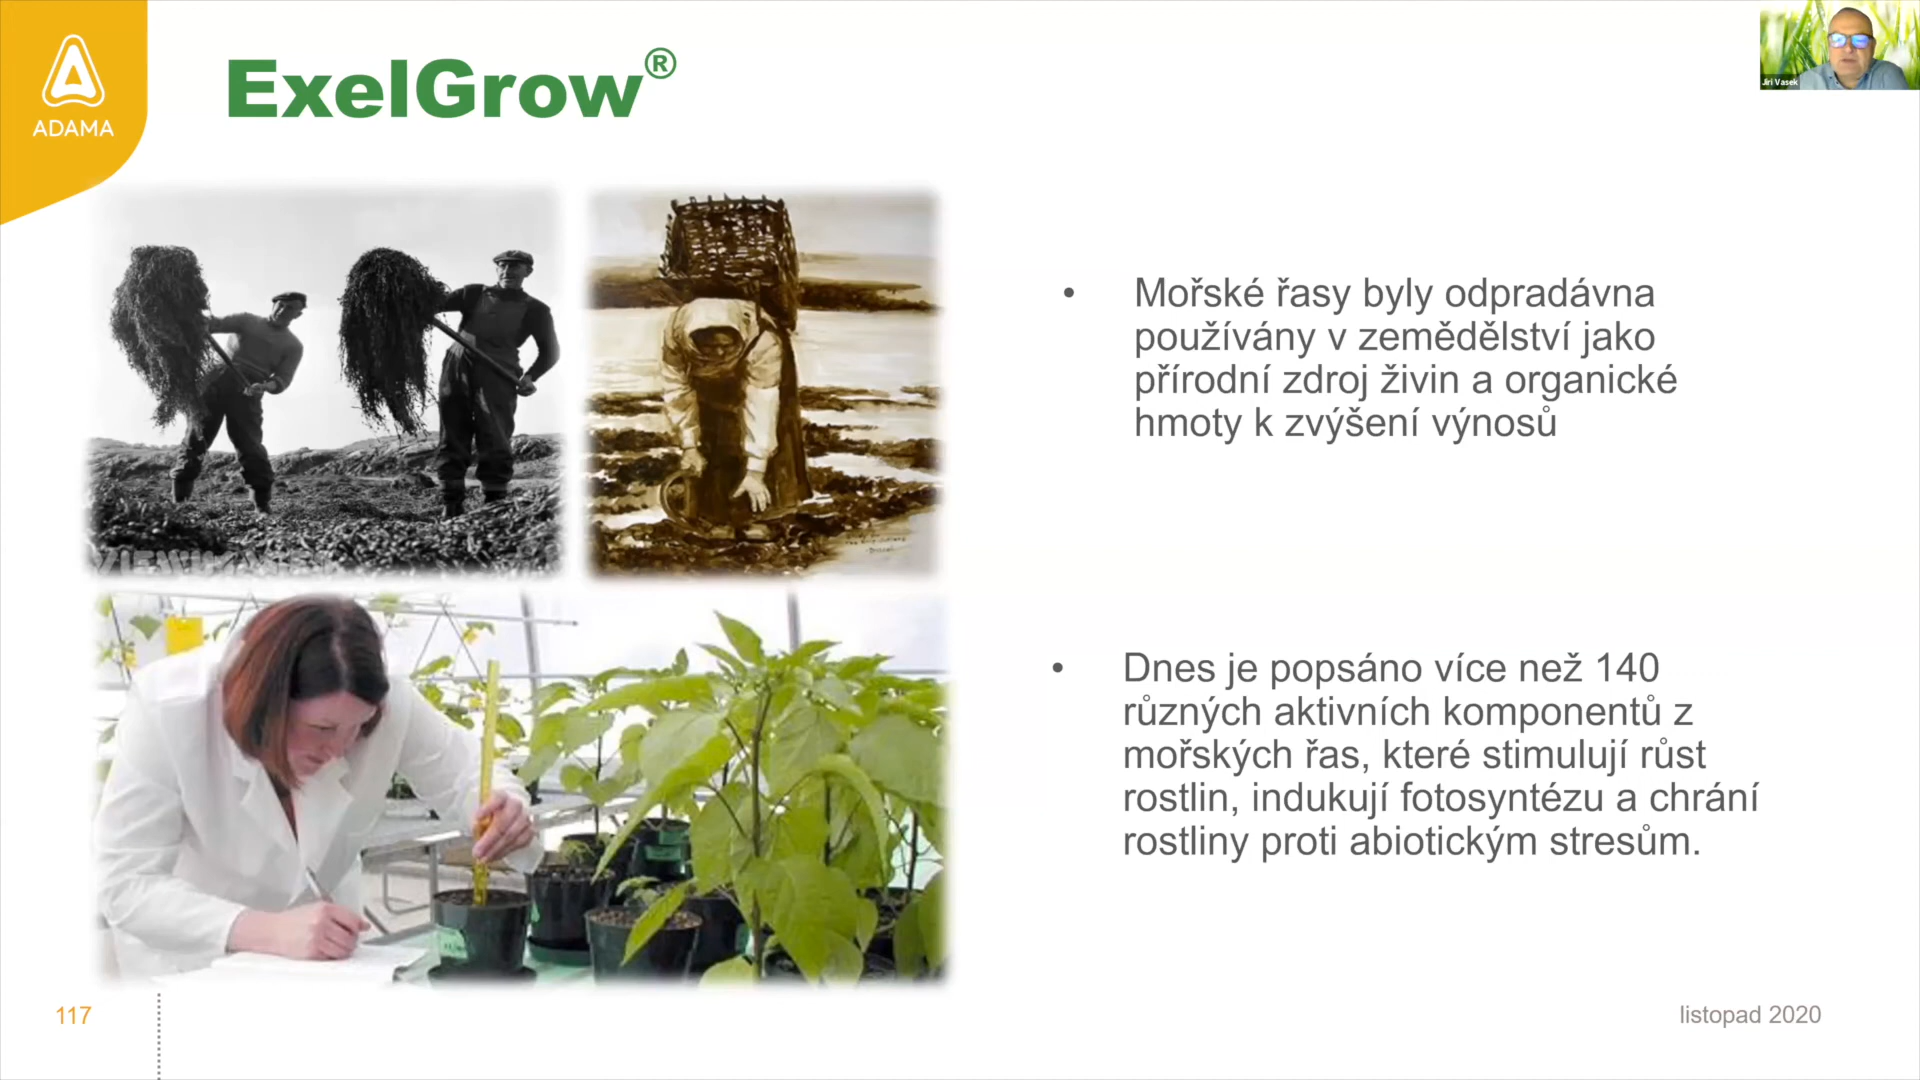 ADAMA
ExelGrow®
Jiri Vasek
Mořské řasy byly odpradávna
používány v zemědělství jako
přírodní zdroj živin a organické
hmoty k zvýšení výnosů
Dnes je popsáno více než 140
různých aktivních komponentů z
mořských řas, které stimulují růst
rostlin, indukují fotosyntézu a chrání
rostliny proti abiotickým stresům.
117
listopad 2020